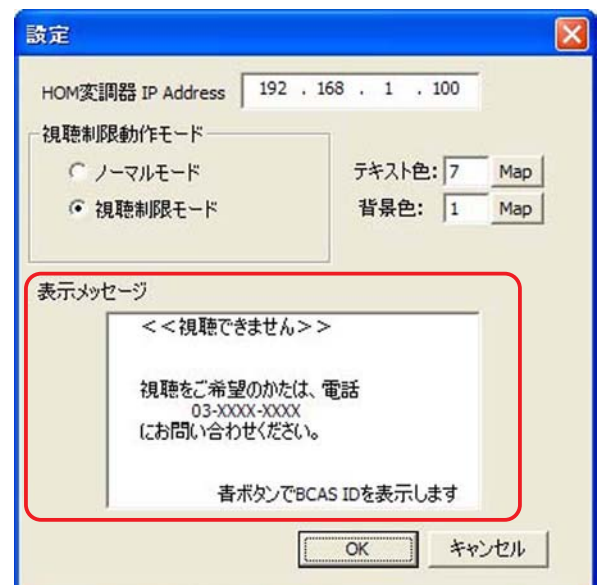 設定
HOM変調器 IP Address 192 . 168 . 1 . 100
視聴制限動作モード
ノーマルモード
視聴制限モード
テキスト色: 7 Map
背景色: 1 Map
表示メッセージ
<<視聴できません>>
視聴をご希望のかたは、電話
03-XXXX-XXXX
にお問い合わせください。
青ボタンでBCAS IDを表示します
OK キャンセル